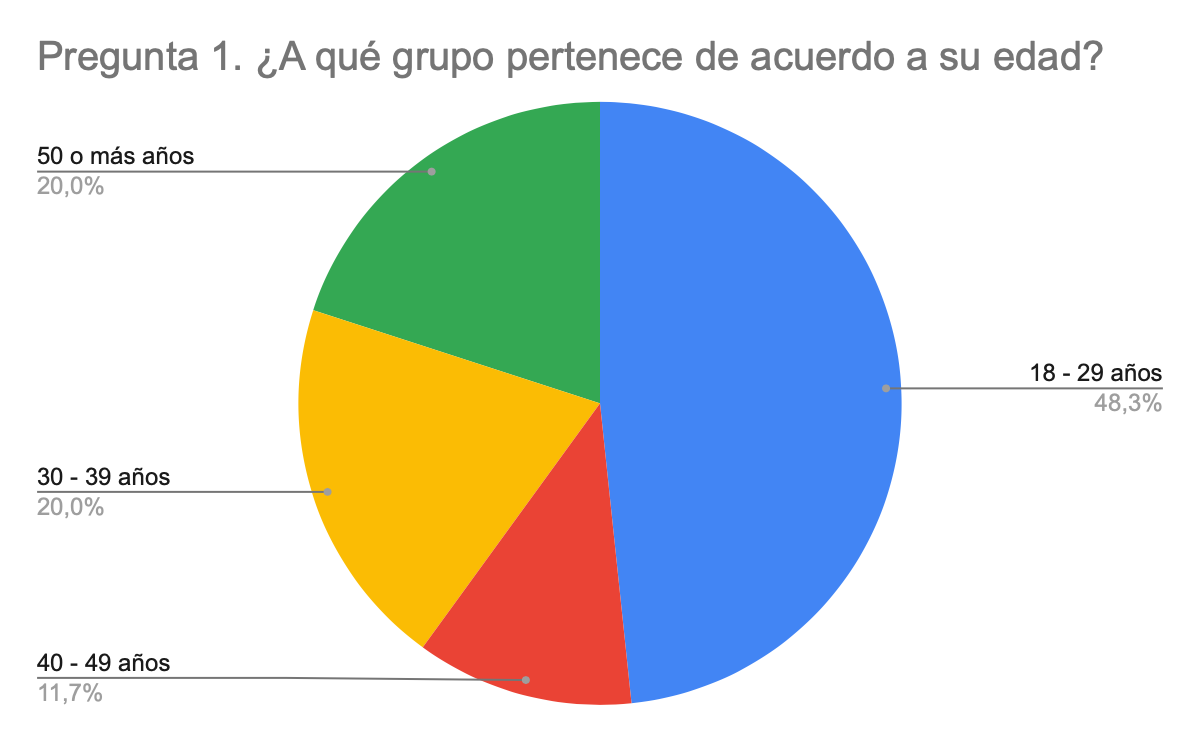 Pregunta 1. ¿A qué grupo pertenece de acuerdo a su edad?
50 o más años
20,0%
18 - 29 años
48,3%
30 - 39 años
20,0%
40 - 49 años
11,7%